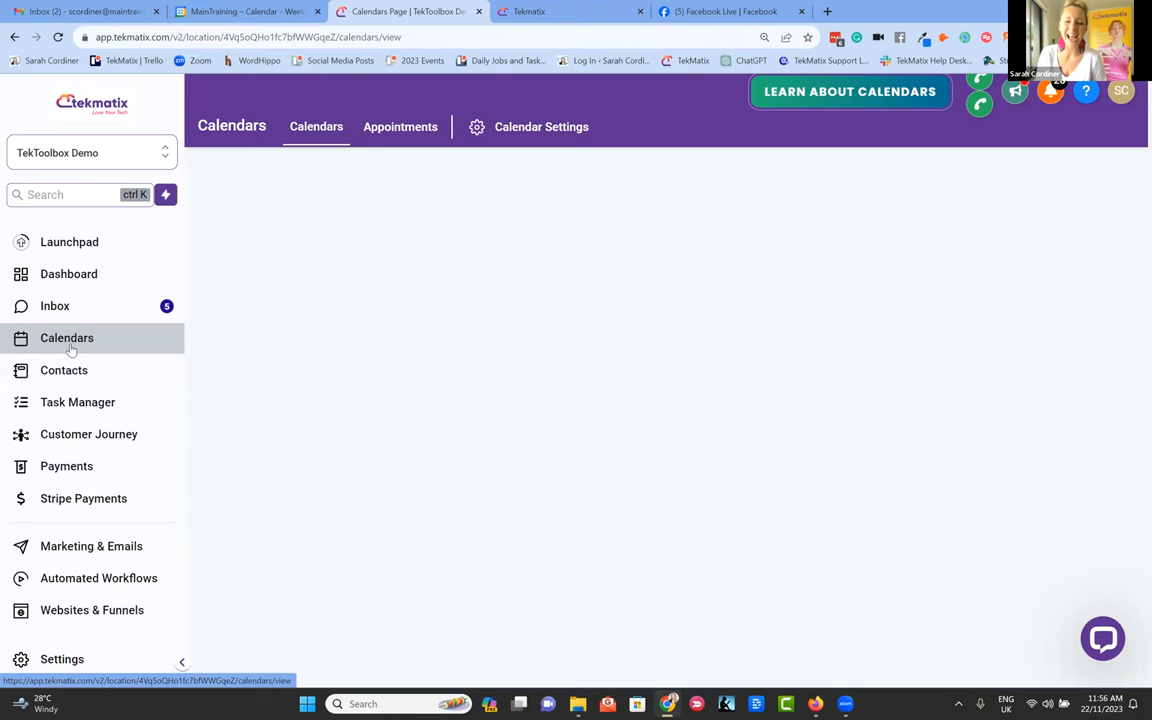 Inbox (2) - scordiner@maintrain
MainTraining - Calendar - Week
Calendars Page | TekToolbox De
Tekmatix
(5) Facebook Live | Facebook
app.tekmatix.com/v2/location/4Vq5oQHo1fc7bfWWGqeZ/calendars/view
Sarah Cordiner
TekMatix | Trello
Zoom
WordHippo
Social Media Posts
2023 Events
Daily Jobs and Task...
Log In ‹ Sarah Cordi...
TekMatix
ChatGPT
TekMatix Support L...
TekMatix Help Desk...
Sarah Cordiner
tekmatix
Love Your Tech
TekToolbox Demo
Search
ctrl K
Launchpad
Dashboard
Inbox
5
Calendars
Contacts
Task Manager
Customer Journey
Payments
Stripe Payments
Marketing & Emails
Automated Workflows
Websites & Funnels
Settings
Calendars
Calendars
Appointments
Calendar Settings
LEARN ABOUT CALENDARS
?
SC
https://app.tekmatix.com/v2/location/4Vq5oQHo1fc7bfWWGqeZ/calendars/view
28°C
Windy
Search
ENG
UK
11:56 AM
22/11/2023